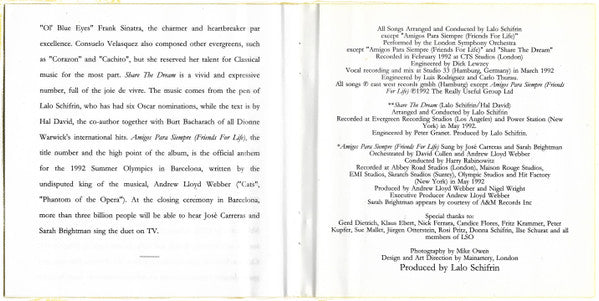 "Ol' Blue Eyes" Frank Sinatra, the charmer and heartbreaker par
excellence. Consuelo Velasquez also composed other evergreens, such
as "Corazon" and "Cachito", but she reserved her talent for Classical
music for the most part. Share The Dream is a vivid and expressive
number, full of the joie de vivre. The music comes from the pen of
Lalo Schifrin, who has had six Oscar nominations, while the text is by
Hal David, the co-author together with Burt Bacharach of all Dionne
Warwick's international hits. Amigos Para Siempre (Friends For Life), the
title number and the high point of the album, is the official anthem
for the 1992 Summer Olympics in Barcelona, written by the
undisputed king of the musical, Andrew Lloyd Webber ("Cats",
"Phantom of the Opera"). At the closing ceremony in Barcelona,
more than three billion people will be able to hear José Carreras and
Sarah Brightman sing the duet on TV.
All Songs Arranged and Conducted by Lalo Schifrin
except "Amigos Para Siempre (Friends For Life)"
Performed by the London Symphony Orchestra
except "Amigos Para Siempre (Friends For Life)" and "Share The Dream"
Recorded in February 1992 at CTS Studios (London)
Engineered by Dick Lewzey
Vocal recording and mix at Studio 33 (Hamburg, Germany) in March 1992
Engineered by Luis Rodriguez and Carlo Thomas.
All songs ℗ east west records gmbh (Hamburg) except Amigos Para Siempre (Friends
For Life) ℗1992 The Really Useful Group Ltd
**Share The Dream (Lalo Schifrin/Hal David)
Arranged and Conducted by Lalo Schifrin
Recorded at Evergreen Recording Studios (Los Angeles) and Power Station (New
York) in May 1992.
Engineered by Peter Granet. Produced by Lalo Schifrin.
*Amigos Para Siempre (Friends For Life) Sung by José Carreras and Sarah Brightman
Orchestrated by David Cullen and Andrew Lloyd Webber
Conducted by Harry Rabinowitz
Recorded at Abbey Road Studios (London), Maison Rouge Studios,
EMI Studios, Skratch Studios (Surrey), Olympic Studios and Hit Factory
(New York) in May 1992
Produced by Andrew Lloyd Webber and Nigel Wright
Executive Producer Andrew Lloyd Webber
Sarah Brightman appears by courtesy of A&M Records Inc
Special thanks to:
Gerd Dietrich, Klaus Ebert, Nick Ferrara, Candice Flores, Fritz Krammer, Peter
Kupfer, Sue Mallet, Jürgen Otterstein, Rosi Pritz, Donna Schifrin, Ilse Schurat and all
members of LSO
Photography by Mike Owen
Design and Art Direction by Mainartery, London
Produced by Lalo Schifrin